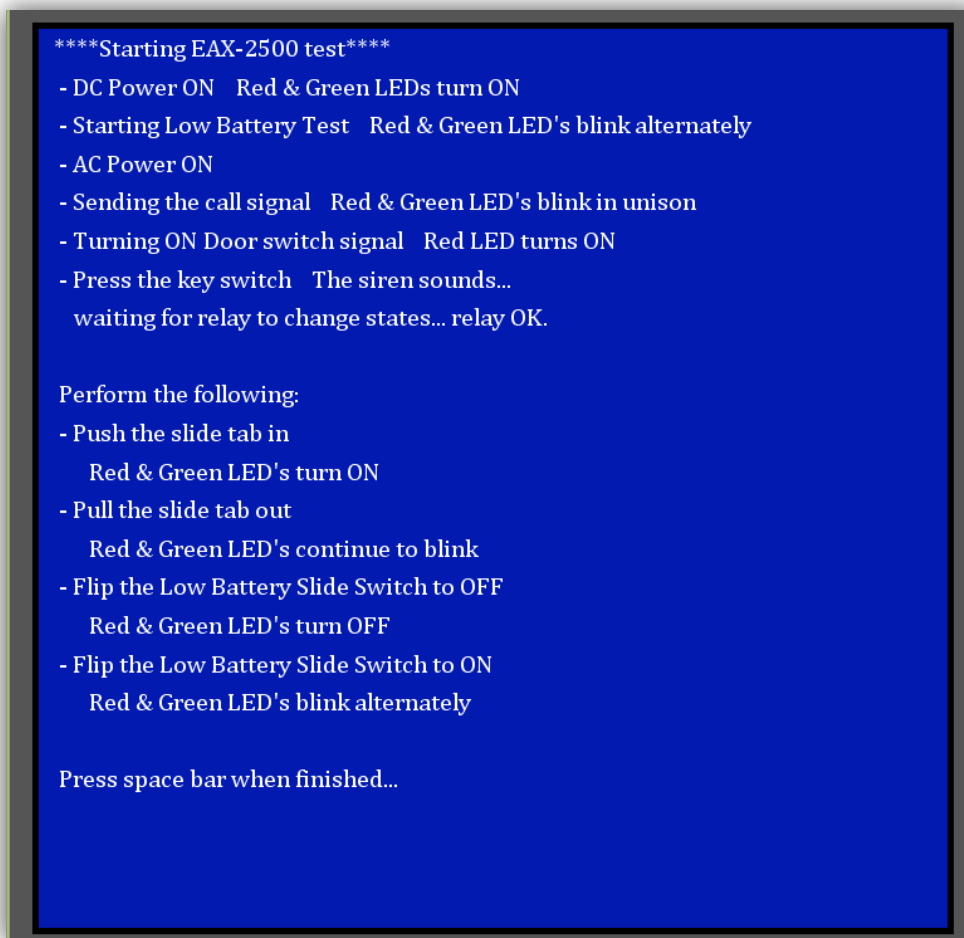 ****Starting EAX-2500 test****
- DC Power ON    Red & Green LEDs turn ON
- Starting Low Battery Test    Red & Green LED's blink alternately
- AC Power ON
- Sending the call signal    Red & Green LED's blink in unison
- Turning ON Door switch signal    Red LED turns ON
- Press the key switch    The siren sounds...
waiting for relay to change states... relay OK.
Perform the following:
- Push the slide tab in
Red & Green LED's turn ON
- Pull the slide tab out
Red & Green LED's continue to blink
- Flip the Low Battery Slide Switch to OFF
Red & Green LED's turn OFF
- Flip the Low Battery Slide Switch to ON
Red & Green LED's blink alternately
Press space bar when finished...